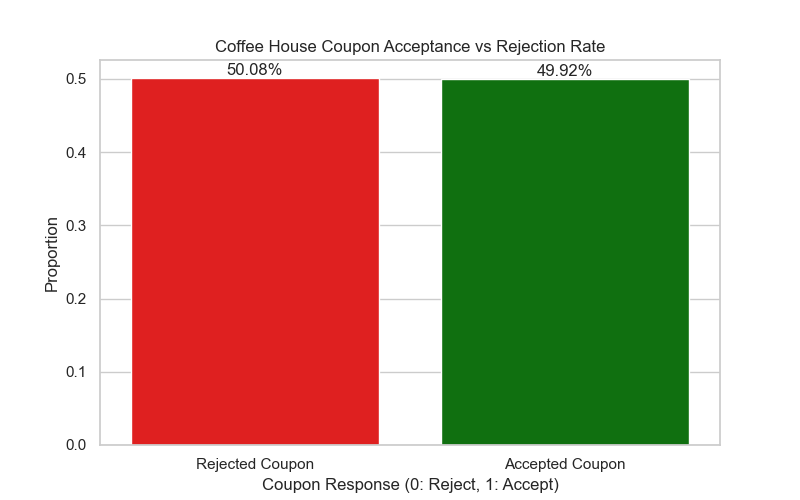 Coffee House Coupon Acceptance vs Rejection Rate
50.08%
49.92%
0.5
0.4
0.3
0.2
0.1
0.0
Proportion
Rejected Coupon
Accepted Coupon
Coupon Response (0: Reject, 1: Accept)